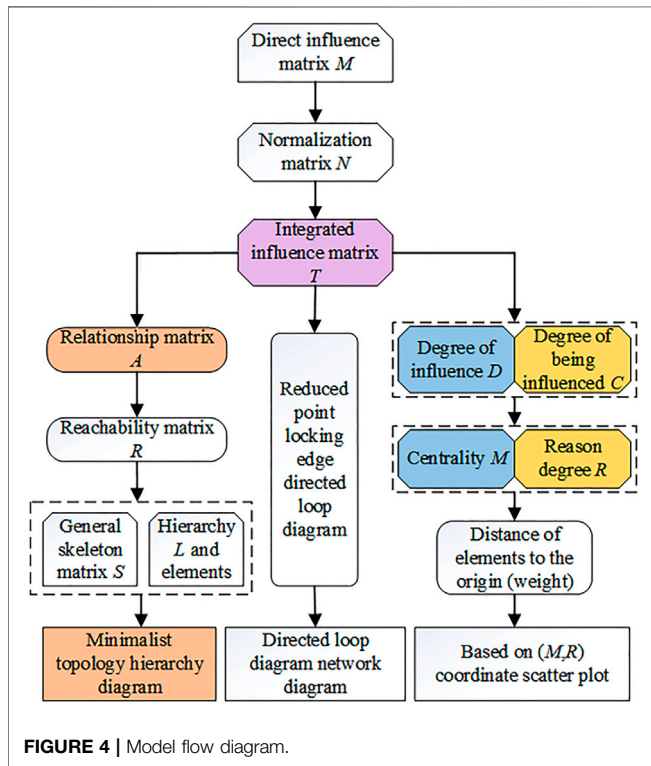 Direct influence
matrix M
Normalization
matrix N
Integrated
influence matrix
T
Relationship matrix
A
Reachability matrix
R
General
skeleton
matrix S
Hierarchy
L and
elements
Minimalist
topology hierarchy
diagram
Reduced
point
locking
edge
directed
loop
diagram
Directed loop
diagram network
diagram
Degree of
influence D
Degree of
being
influenced C
Centrality M
Reason
degree R
Distance of
elements to the
origin (weight)
Based on (M,R)
coordinate scatter plot
FIGURE 4 | Model flow diagram.